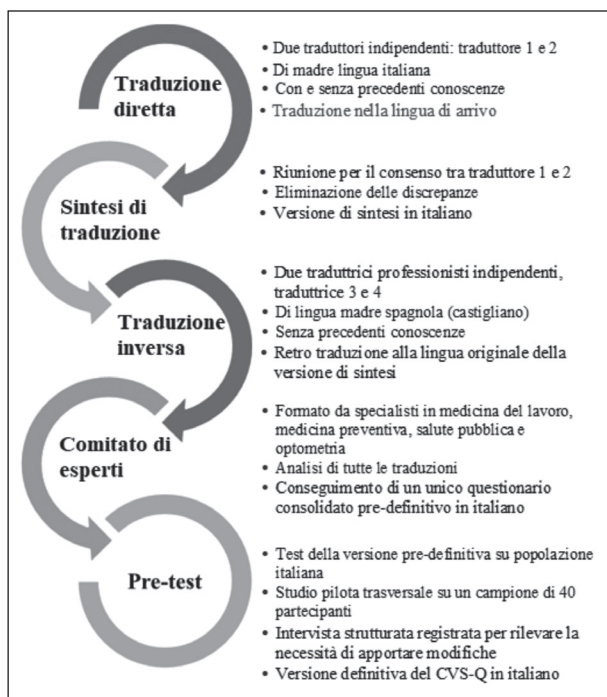 Traduzione
diretta
• Due traduttori indipendenti: traduttore 1 e 2
• Di madre lingua italiana
• Con e senza precedenti conoscenze
• Traduzione nella lingua di arrivo
Sintesi di
traduzione
• Riunione per il consenso tra traduttore 1 e 2
• Eliminazione delle discrepanze
• Versione di sintesi in italiano
Traduzione
inversa
• Due traduttrici professionisti indipendenti,
traduttrice 3 e 4
• Di lingua madre spagnola (castigliano)
• Senza precedenti conoscenze
• Retro traduzione alla lingua originale della
versione di sintesi
Comitato di
esperti
• Formato da specialisti in medicina del lavoro,
medicina preventiva, salute pubblica e
optometria
• Analisi di tutte le traduzioni
• Conseguimento di un unico questionario
consolidato pre-definitivo in italiano
Pre-test
• Test della versione pre-definitiva su popolazione
italiana
• Studio pilota trasversale su un campione di 40
partecipanti
• Intervista strutturata registrata per rilevare la
necessità di apportare modifiche
• Versione definitiva del CVS-Q in italiano